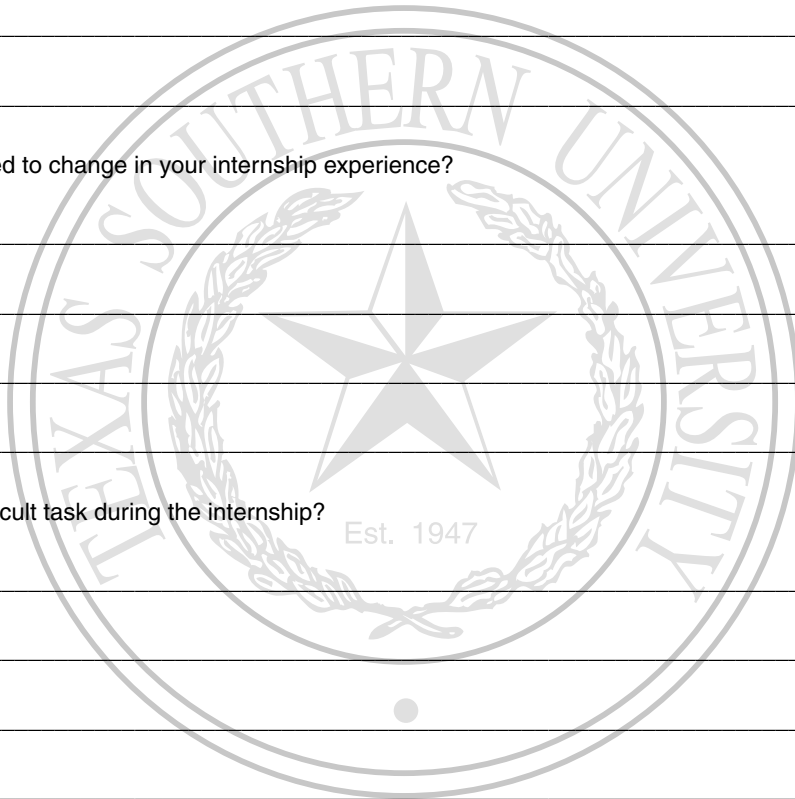 TEXAS SOUTHERN UNIVERSITY
ed to change in your internship experience?
cult task during the internship?
Est. 1947